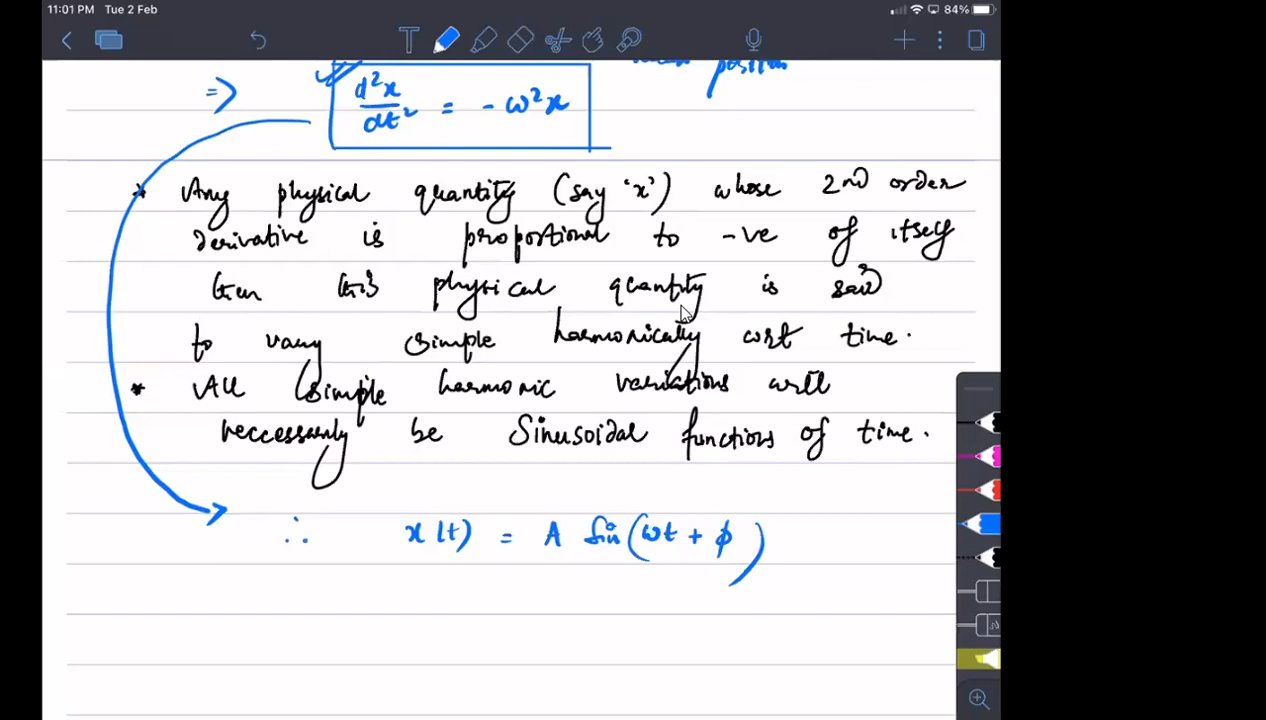 11:01 PM Tue 2 Feb 84%
T
=> d²x/dt² = - ω²x
* Any physical quantity (say 'x') whose 2nd order
derivative is proportional to -ve of itself
then this physical quantity is said
to vary simple harmonically wrt time.
* All simple harmonic variations will
neccessarily be Sinusoidal functions of time.
∴ x(t) = A sin(ωt + φ)